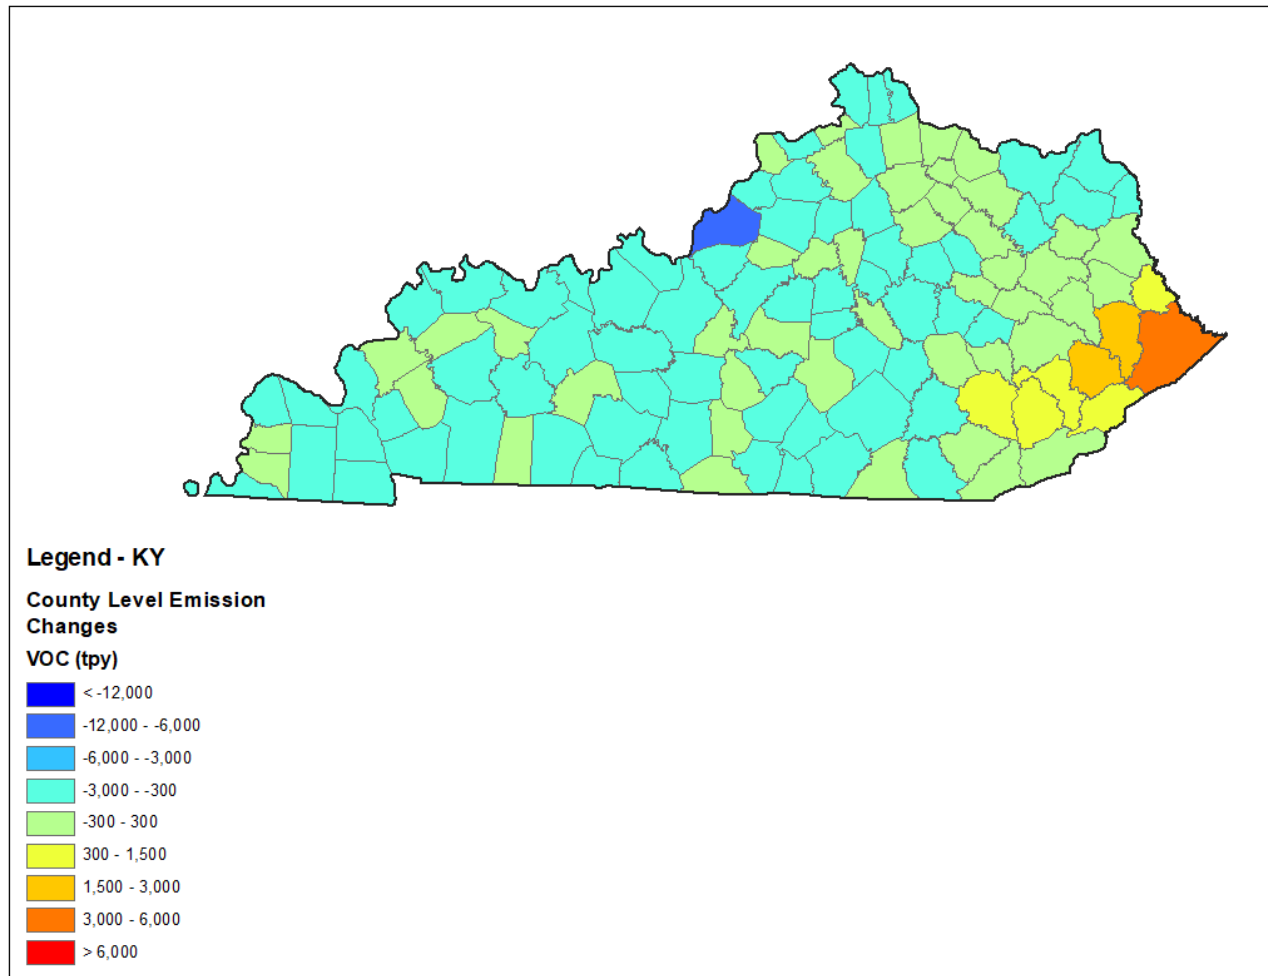 Legend - KY
County Level Emission
Changes
VOC (tpy)
< -12,000
-12,000 - -6,000
-6,000 - -3,000
-3,000 - -300
-300 - 300
300 - 1,500
1,500 - 3,000
3,000 - 6,000
> 6,000